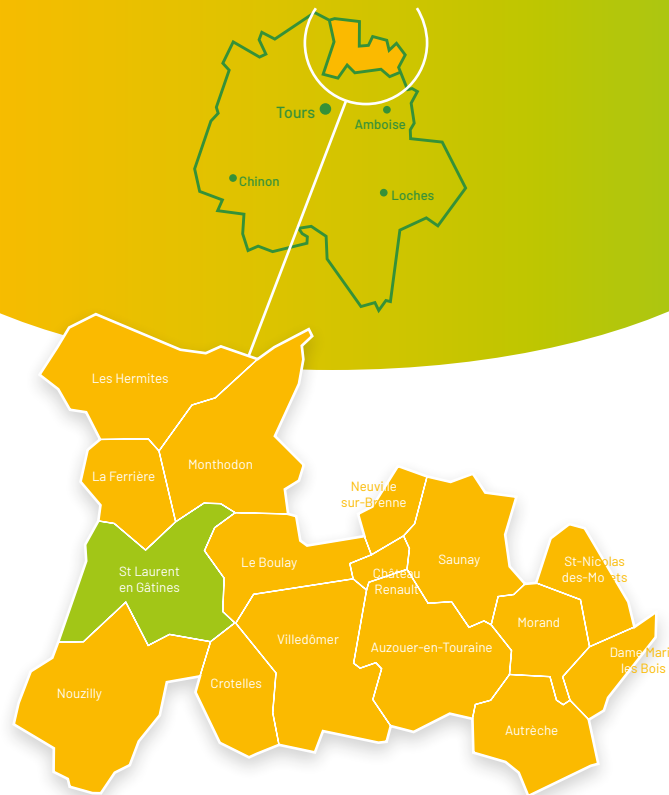 Tours
Amboise
Chinon
Loches
Les Hermites
Monthodon
La Ferrière
Neuville
sur-Brenne
St Laurent
en Gâtines
Le Boulay
Château
Renault
Saunay
St-Nicolas
des-Motets
Morand
Villedômer
Auzouer-en-Touraine
Dame Mari
les Bois
Nouzilly
Crotelles
Autrèche